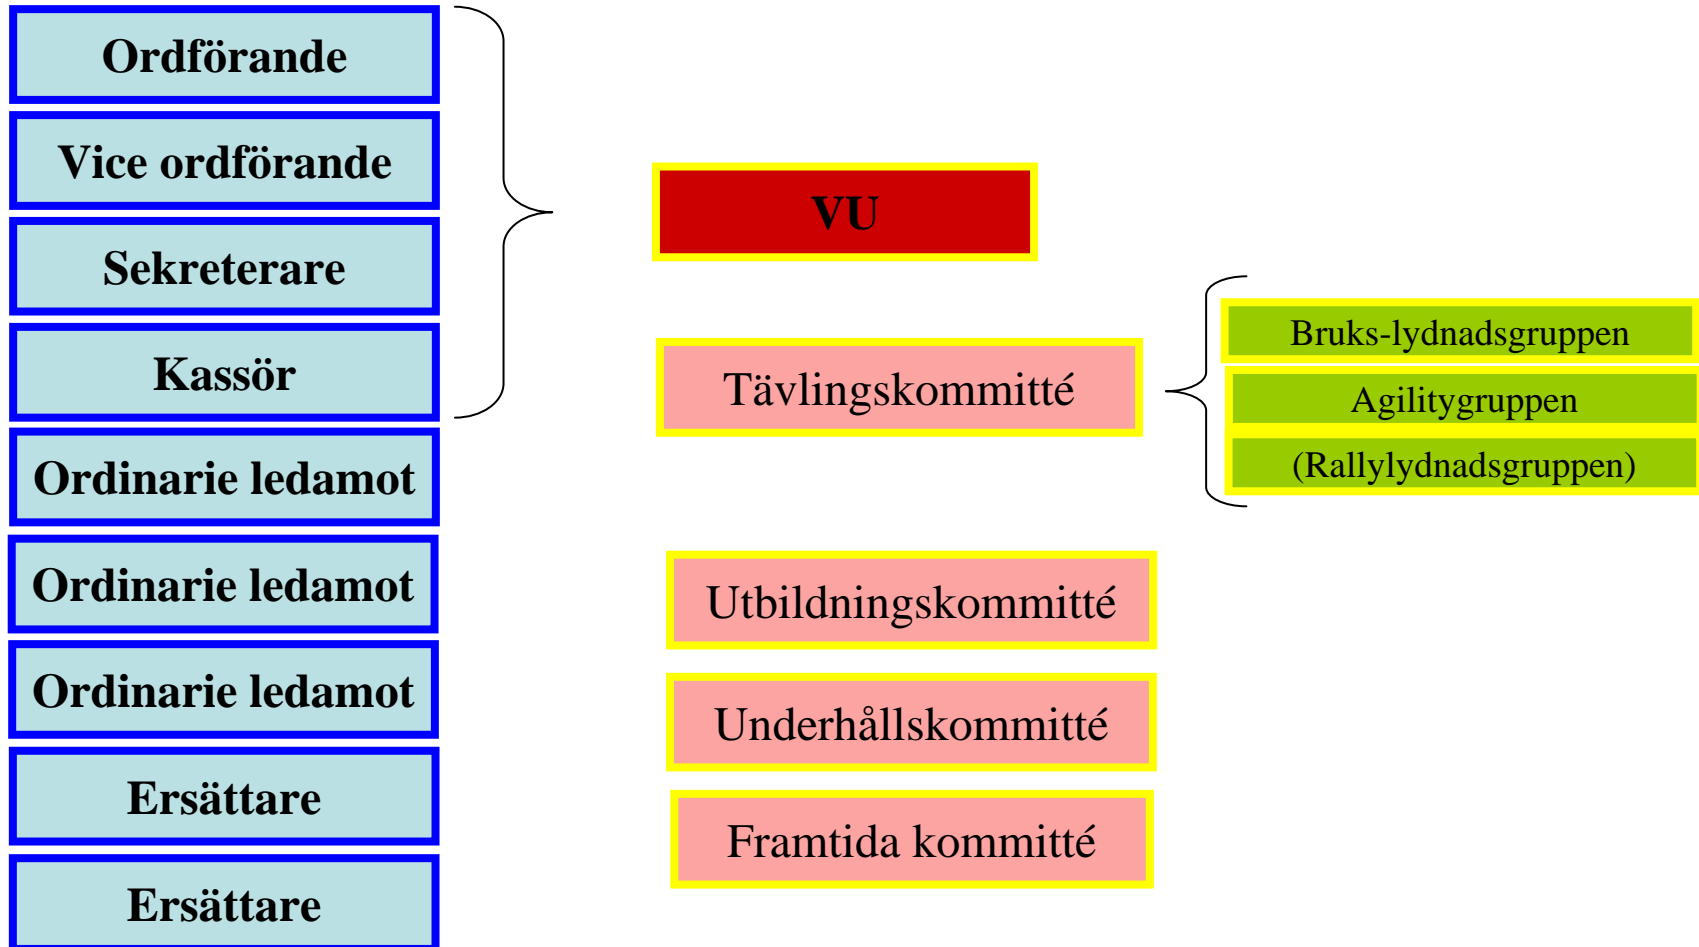 Ordförande
Vice ordförande
Sekreterare
Kassör
Ordinarie ledamot
Ordinarie ledamot
Ordinarie ledamot
Ersättare
Ersättare
VU
Tävlingskommitté
Utbildningskommitté
Underhållskommitté
Framtida kommitté
Bruks-lydnadsgruppen
Agilitygruppen
(Rallylydnadsgruppen)